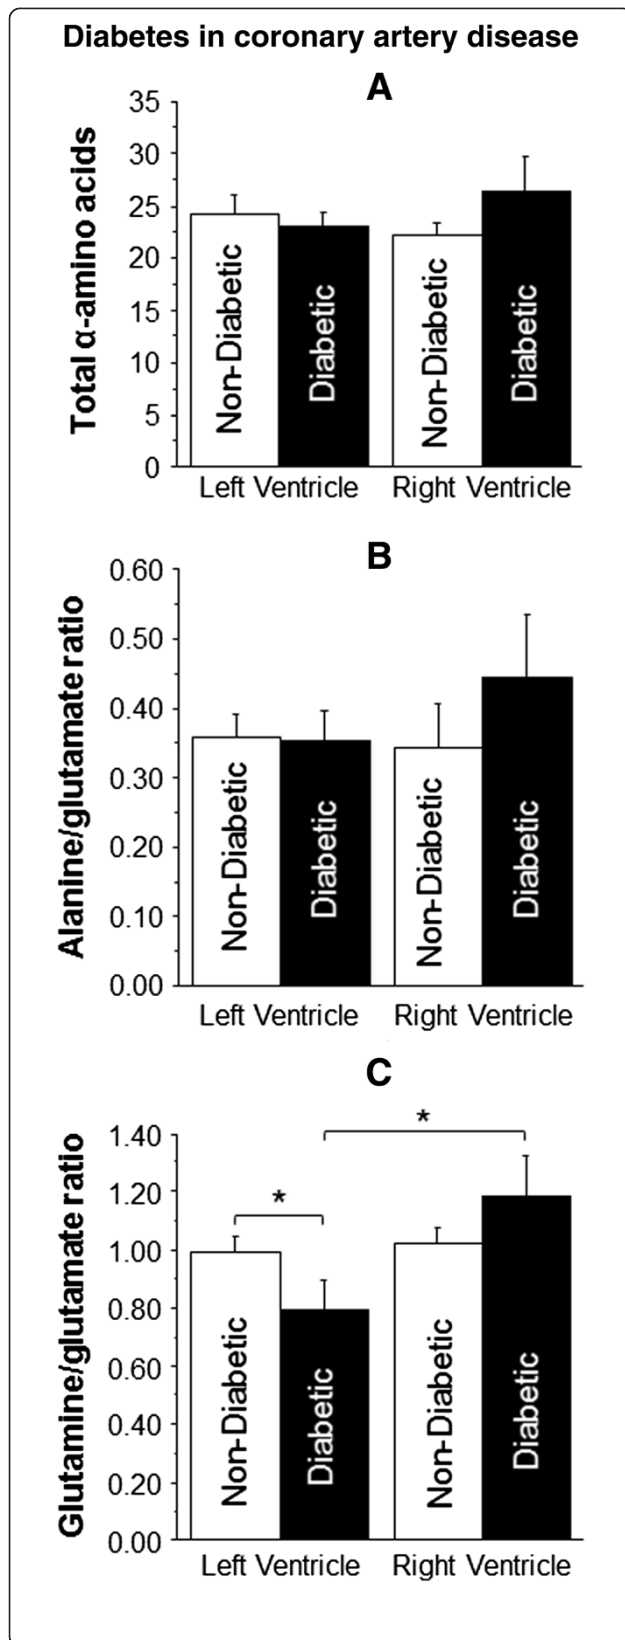 Diabetes in coronary artery disease
A
Total α-amino acids
35
30
25
20
15
10
5
0
Non-Diabetic
Diabetic
Non-Diabetic
Diabetic
Left Ventricle
Right Ventricle
B
Alanine/glutamate ratio
0.60
0.50
0.40
0.30
0.20
0.10
0.00
Non-Diabetic
Diabetic
Non-Diabetic
Diabetic
Left Ventricle
Right Ventricle
C
Glutamine/glutamate ratio
1.40
1.20
1.00
0.80
0.60
0.40
0.20
0.00
*
*
Non-Diabetic
Diabetic
Non-Diabetic
Diabetic
Left Ventricle
Right Ventricle